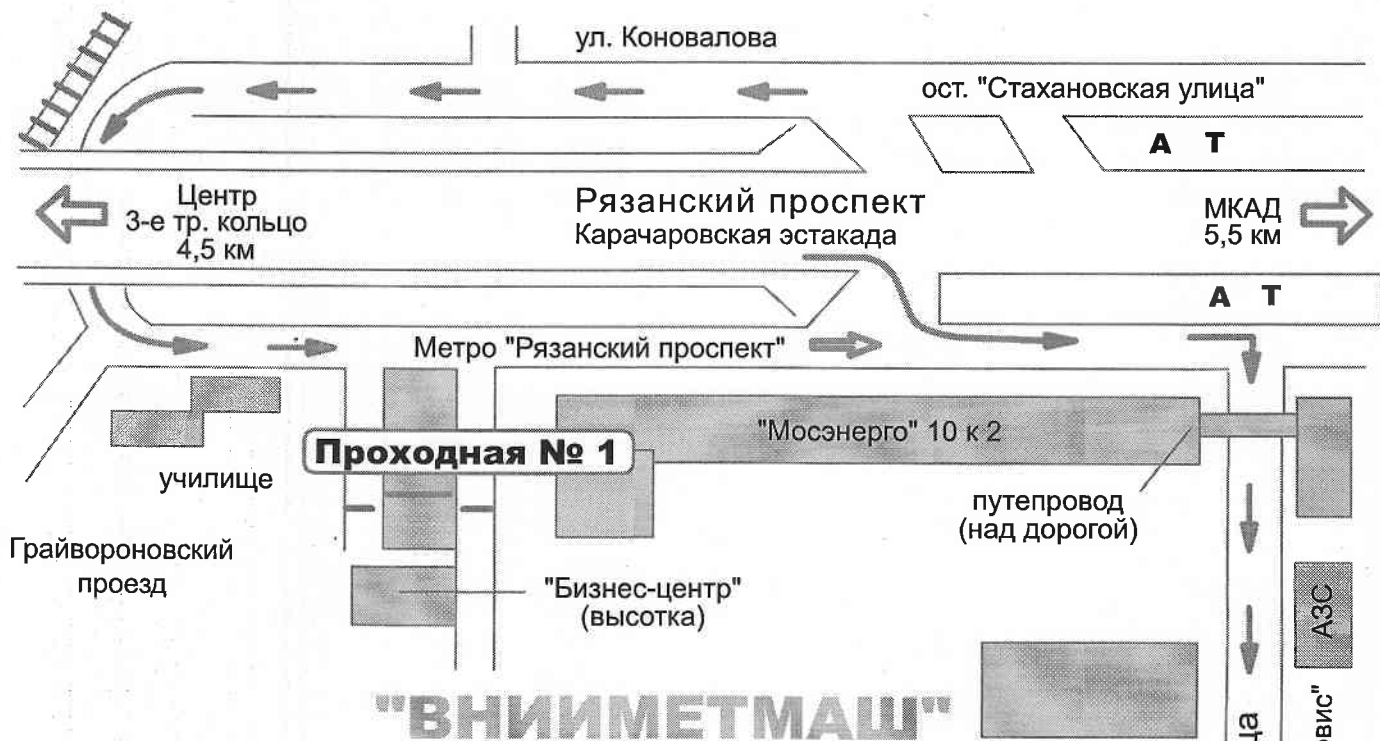 ул. Коновалова
ост. "Стахановская улица"
А Т
Центр
3-е тр. кольцо
4,5 км
Рязанский проспект
Карачаровская эстакада
МКАД
5,5 км
А Т
Метро "Рязанский проспект"
"Мосэнерго" 10 к 2
Проходная № 1
училище
путепровод
(над дорогой)
Грайвороновский
проезд
"Бизнес-центр"
(высотка)
АЗС
"ВНИИМЕТМАШ"